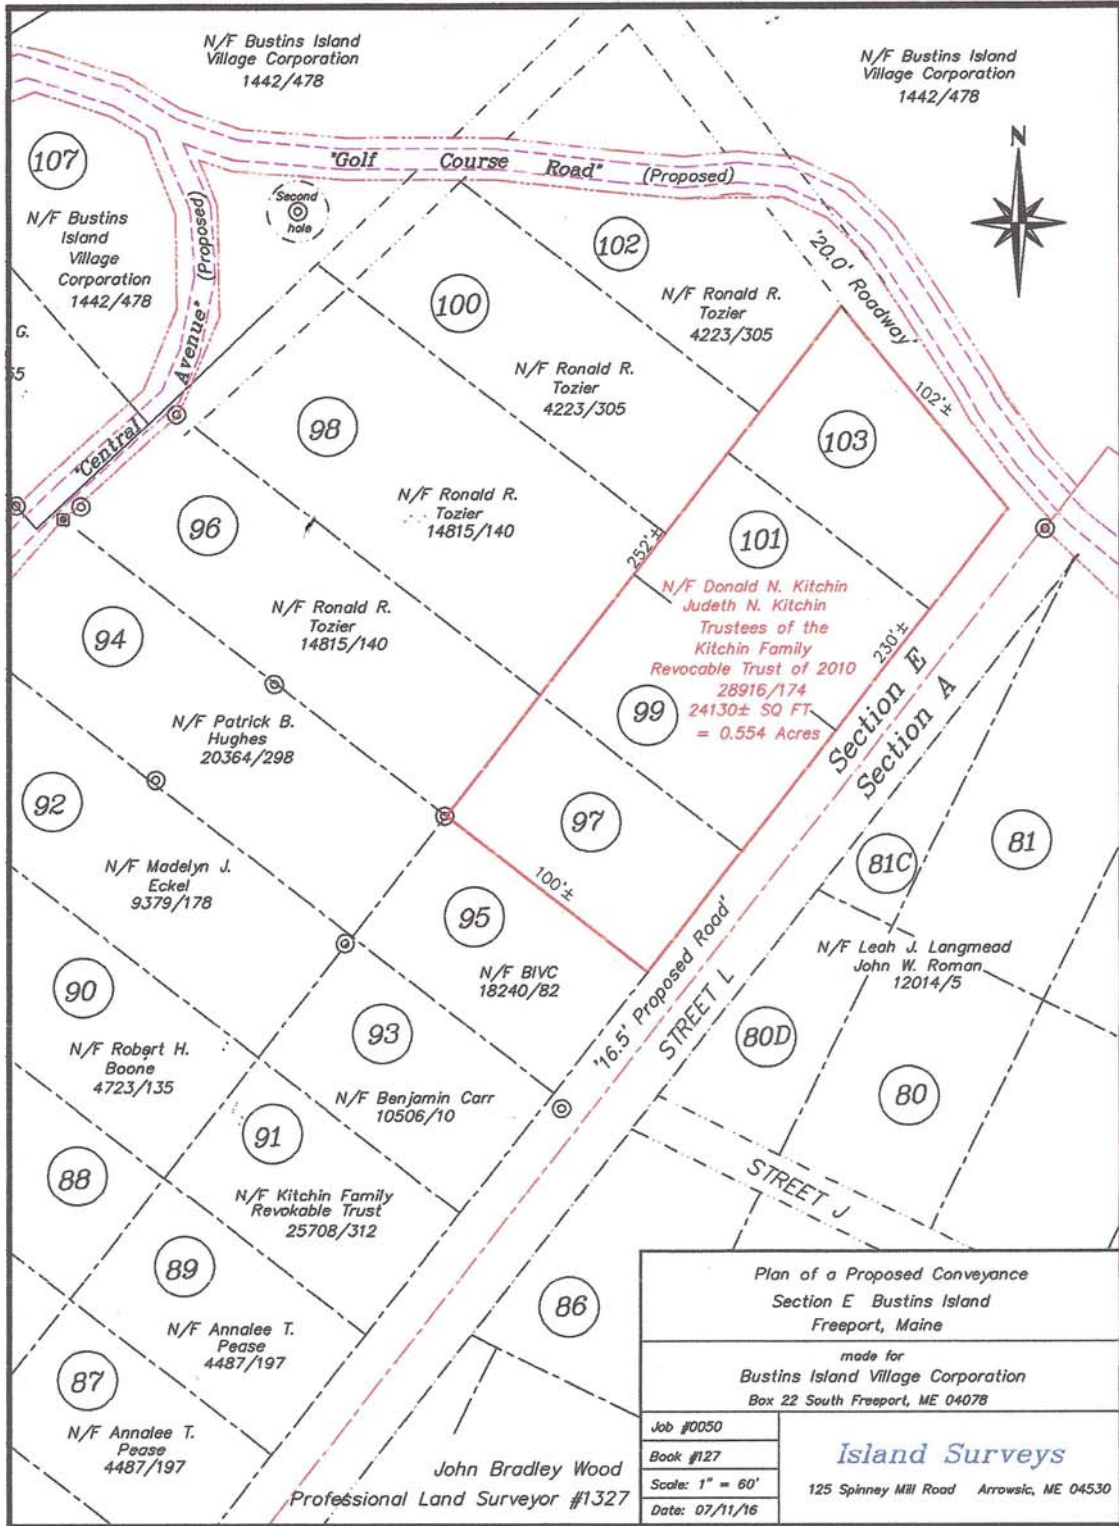 N/F Bustins Island
Village Corporation
1442/478
N/F Bustins Island
Village Corporation
1442/478
N
107
"Golf Course Road" (Proposed)
Second
hole
N/F Bustins
Island
Village
Corporation
1442/478
"Central Avenue" (Proposed)
G.
55
102
'20.0' Roadway'
N/F Ronald R.
Tozier
4223/305
100
N/F Ronald R.
Tozier
4223/305
102'±
103
98
N/F Ronald R.
Tozier
14815/140
96
N/F Ronald R.
Tozier
14815/140
252'±
101
N/F Donald N. Kitchin
Judeth N. Kitchin
Trustees of the
Kitchin Family
Revocable Trust of 2010
28916/174
24130± SQ FT
= 0.554 Acres
230'±
99
97
100'±
Section E
Section A
94
N/F Patrick B.
Hughes
20364/298
92
N/F Madelyn J.
Eckel
9379/178
95
N/F BIVC
18240/82
'16.5' Proposed Road'
STREET L
81C
81
N/F Leah J. Langmead
John W. Roman
12014/5
80D
80
STREET J
90
N/F Robert H.
Boone
4723/135
93
N/F Benjamin Carr
10506/10
91
N/F Kitchin Family
Revokable Trust
25708/312
88
89
N/F Annalee T.
Pease
4487/197
87
N/F Annalee T.
Pease
4487/197
86
John Bradley Wood
Professional Land Surveyor #1327
Plan of a Proposed Conveyance
Section E Bustins Island
Freeport, Maine
made for
Bustins Island Village Corporation
Box 22 South Freeport, ME 04078
Job #0050
Book #127
Scale: 1" = 60'
Date: 07/11/16
Island Surveys
125 Spinney Mill Road Arrowsic, ME 04530